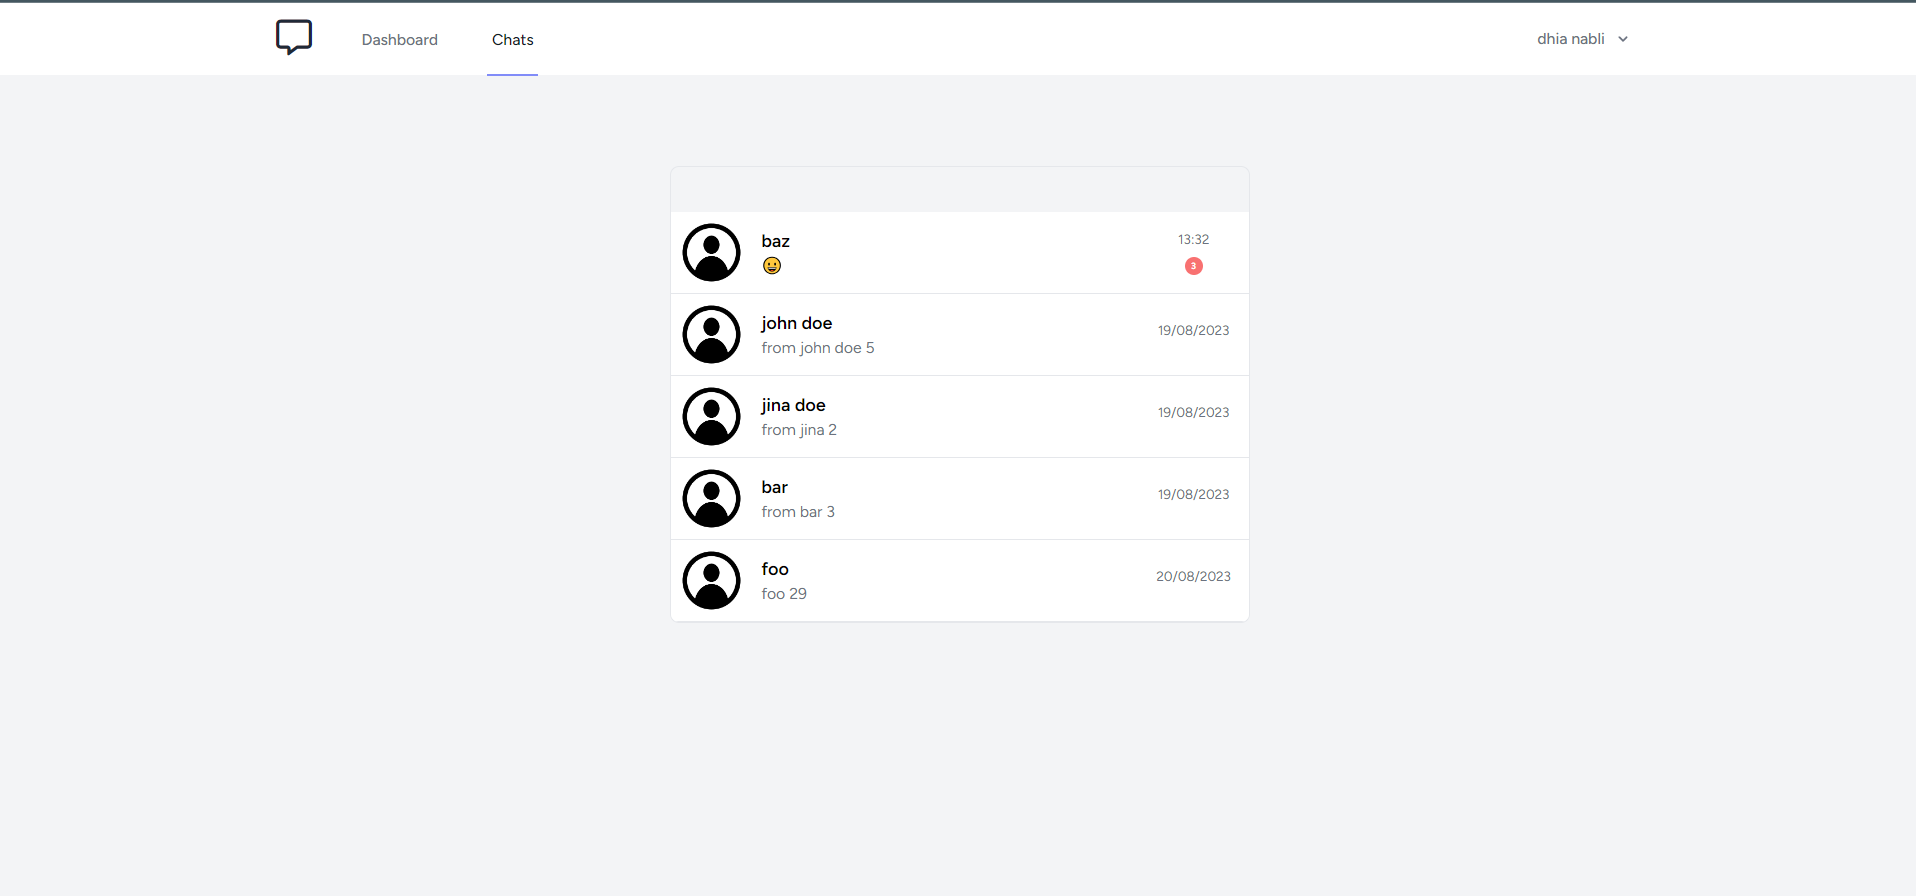 Dashboard
Chats
dhia nabli
baz
13:32
😀
3
john doe
19/08/2023
from john doe 5
jina doe
19/08/2023
from jina 2
bar
19/08/2023
from bar 3
foo
20/08/2023
foo 29